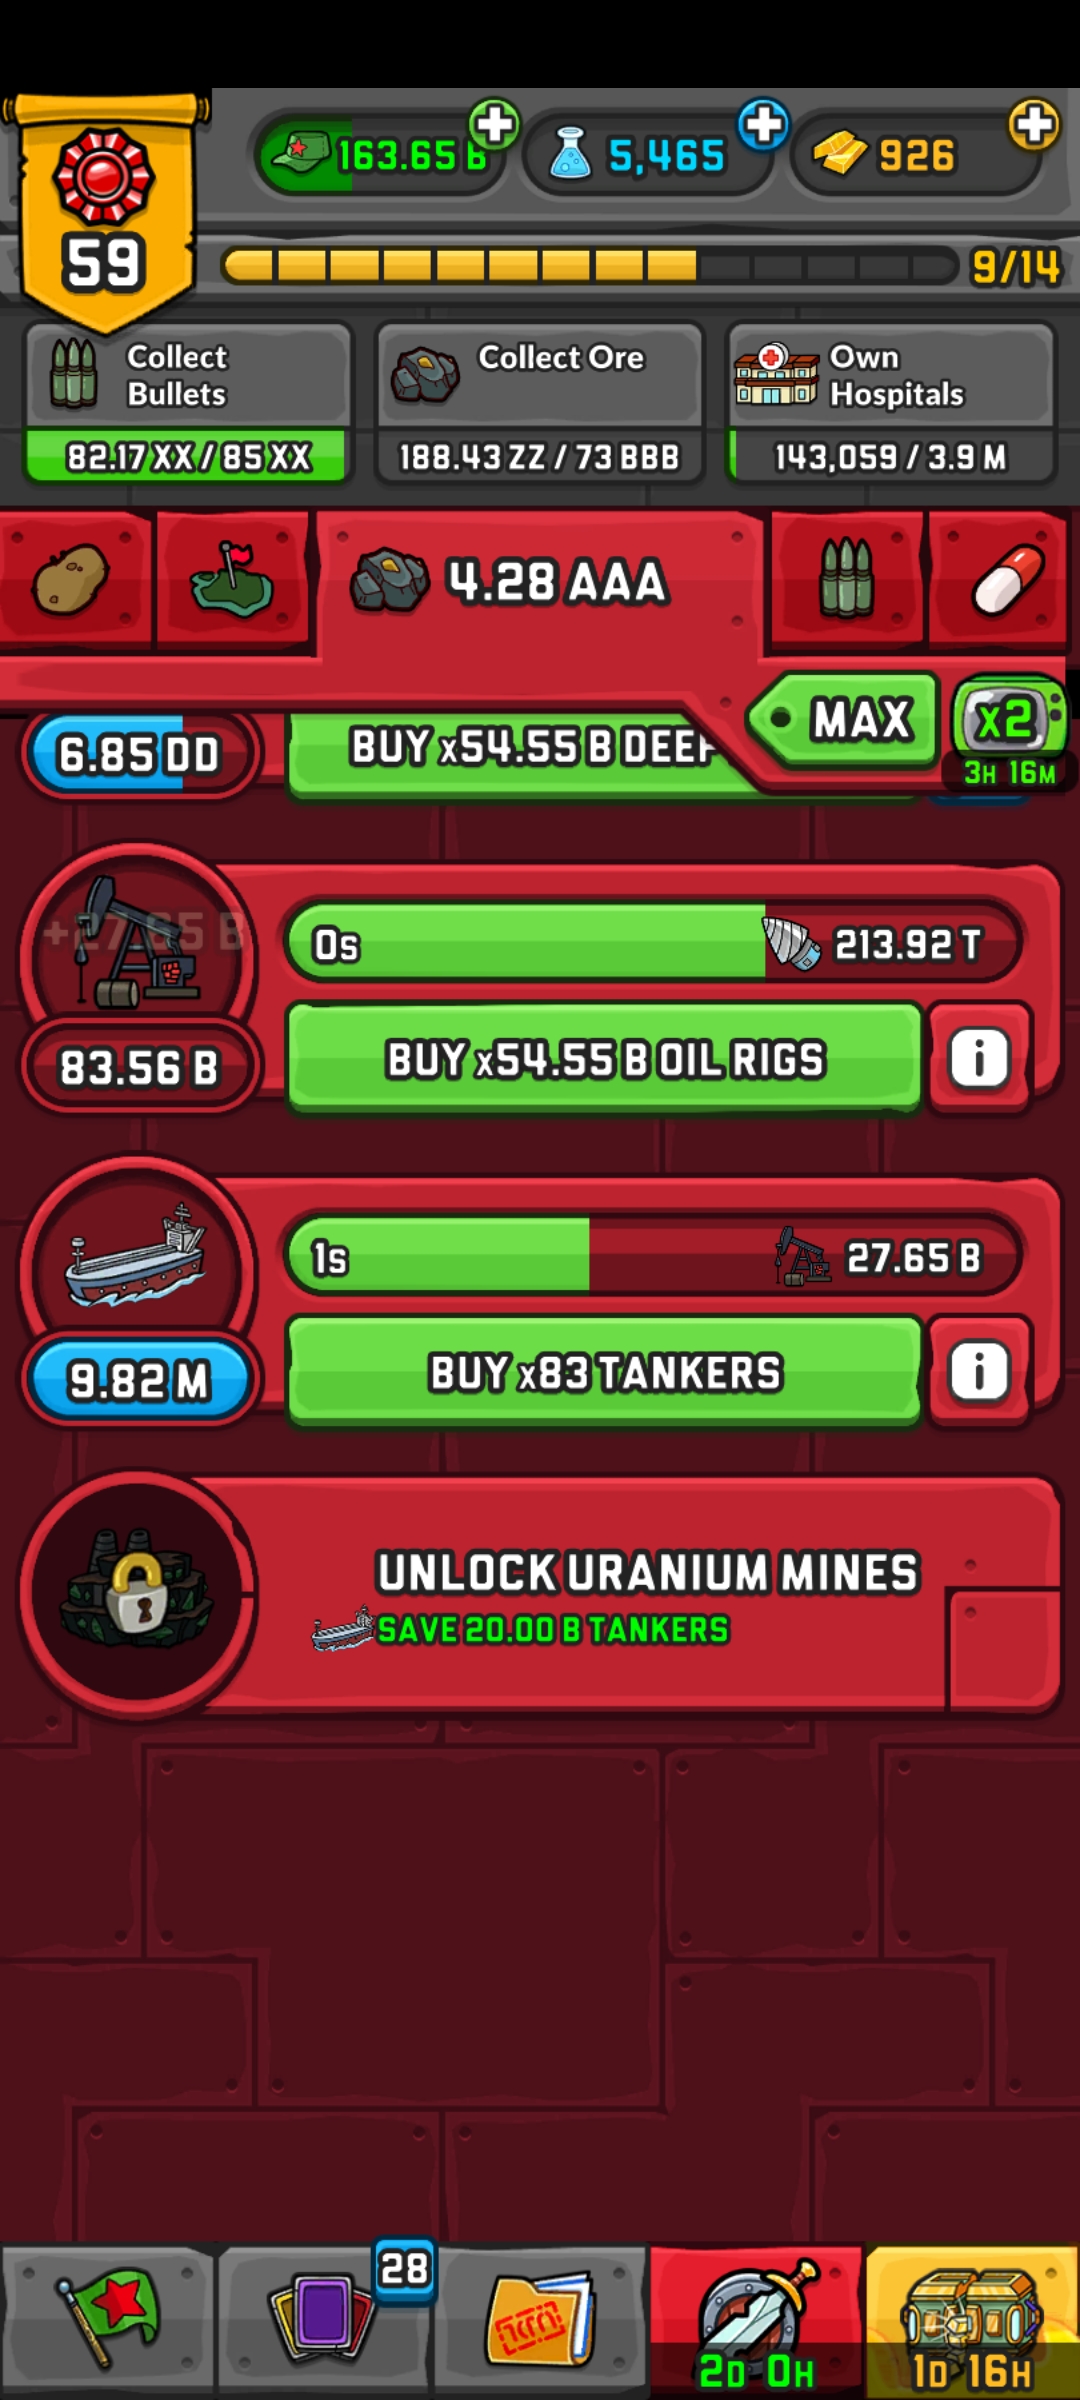 163.65 B
5,465
926
59
9/14
Collect
Bullets
82.17 XX / 85 XX
Collect Ore
188.43 ZZ / 73 BBB
Own
Hospitals
143,059 / 3.9 M
4.28 AAA
MAX
x2
3H 16M
6.85 DD
BUY x54.55 B DEEP
+27.65 B
0s
213.92 T
83.56 B
BUY x54.55 B OIL RIGS
i
1s
27.65 B
9.82 M
BUY x83 TANKERS
i
UNLOCK URANIUM MINES
SAVE 20.00 B TANKERS
28
2D 0H
1D 16H